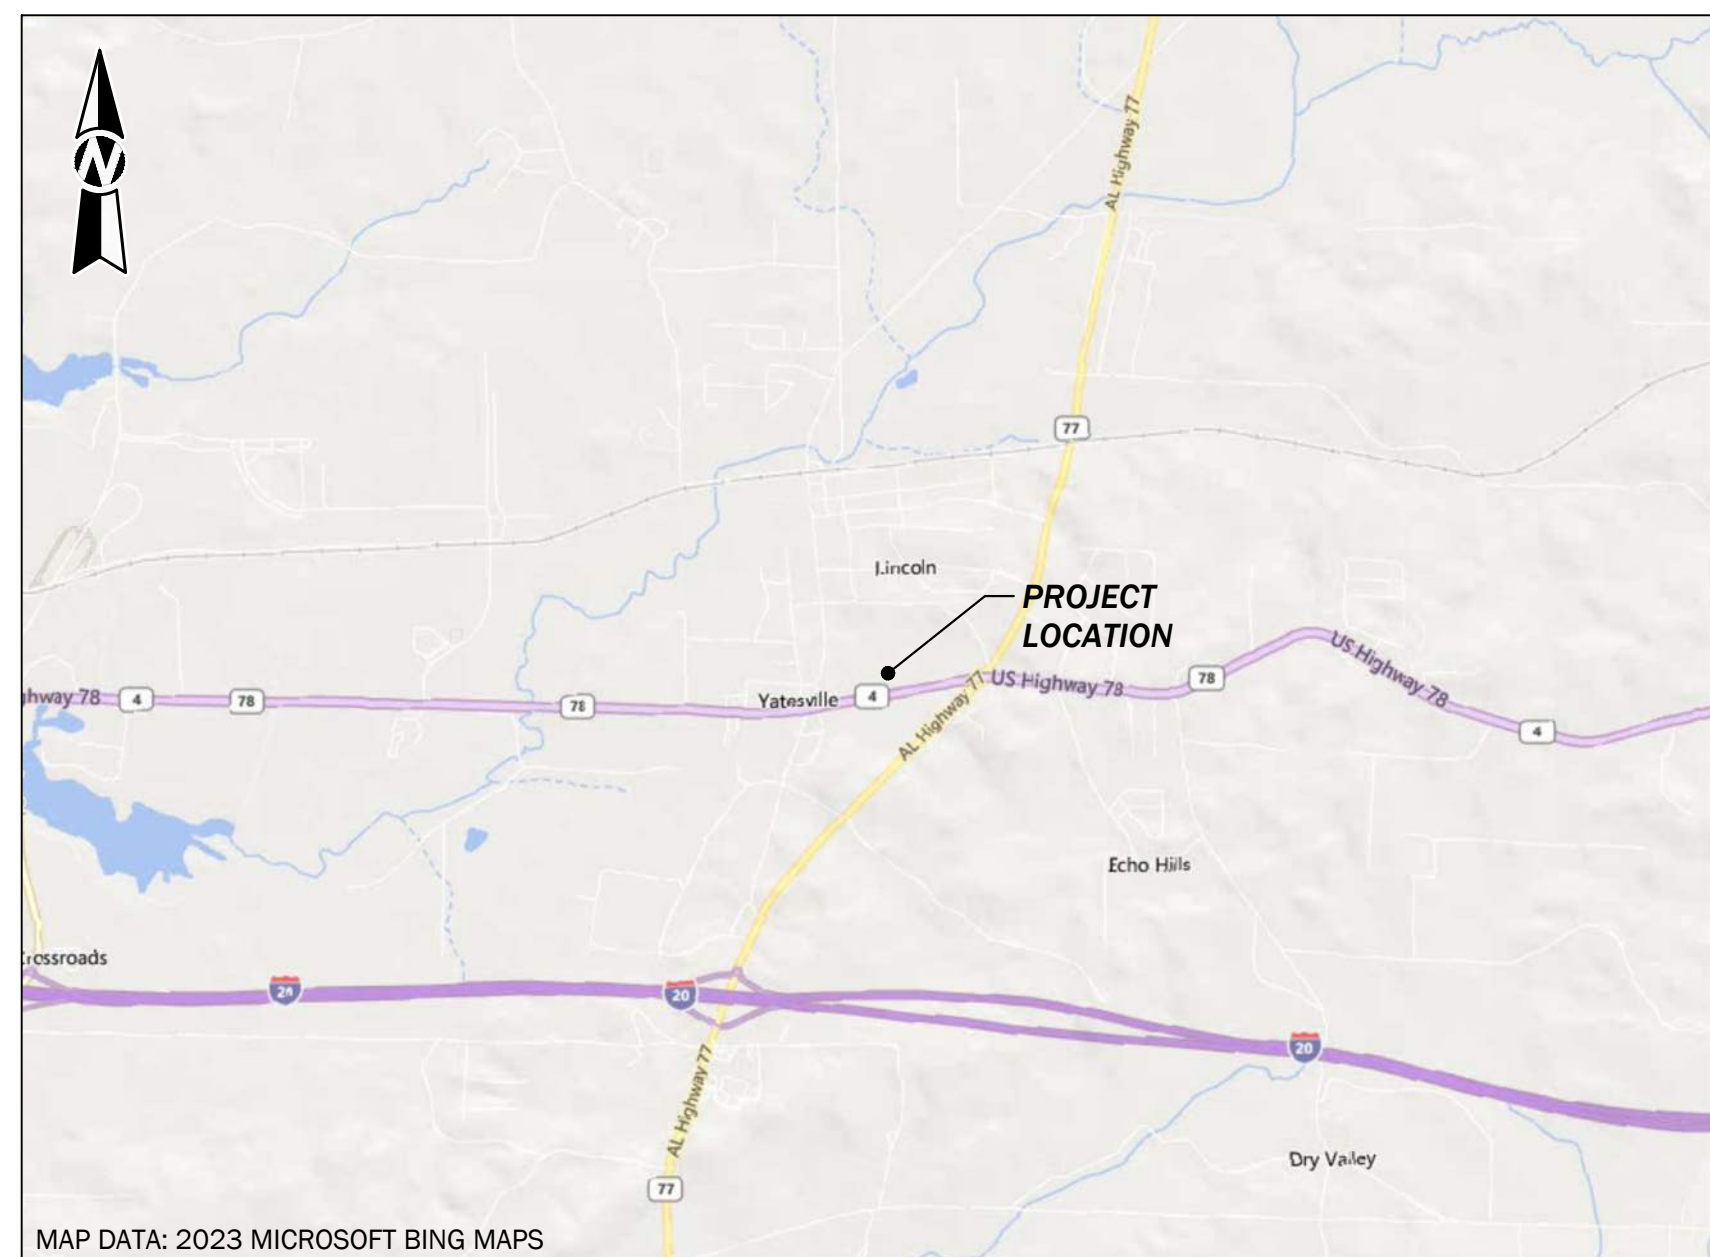 N
AL Highway 77
77
Lincoln
PROJECT
LOCATION
US Highway 78
ghway 78
4
78
78
Yatesville
4
AL Highway 77
US Highway 78
78
4
Echo Hills
Crossroads
20
20
20
AL Highway 77
Dry Valley
77
MAP DATA: 2023 MICROSOFT BING MAPS